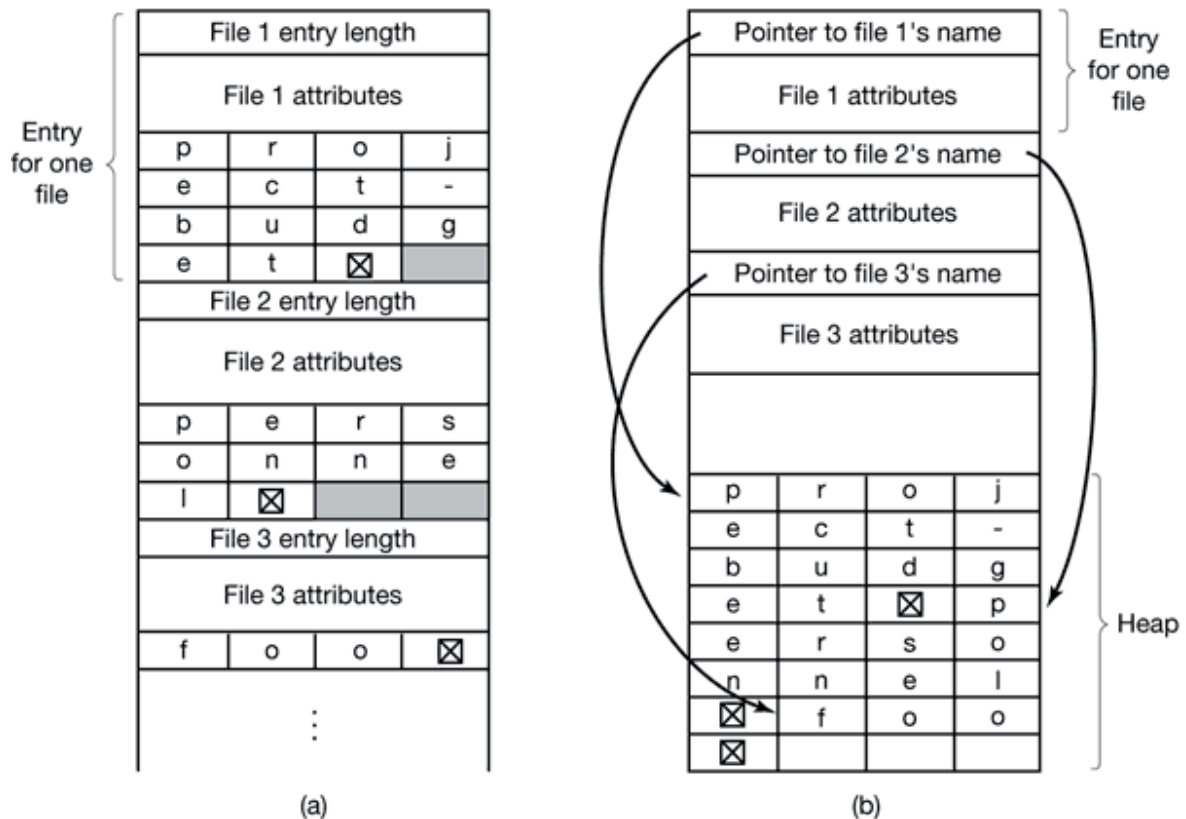 File 1 entry length
File 1 attributes
Entry
for one
file
p r o j
e c t -
b u d g
e t
File 2 entry length
File 2 attributes
p e r s
o n n e
l
File 3 entry length
File 3 attributes
f o o
⋮
(a)
Pointer to file 1's name
File 1 attributes
Entry
for one
file
Pointer to file 2's name
File 2 attributes
Pointer to file 3's name
File 3 attributes
p r o j
e c t -
b u d g
e t p
e r s o
n n e l
f o o
Heap
(b)